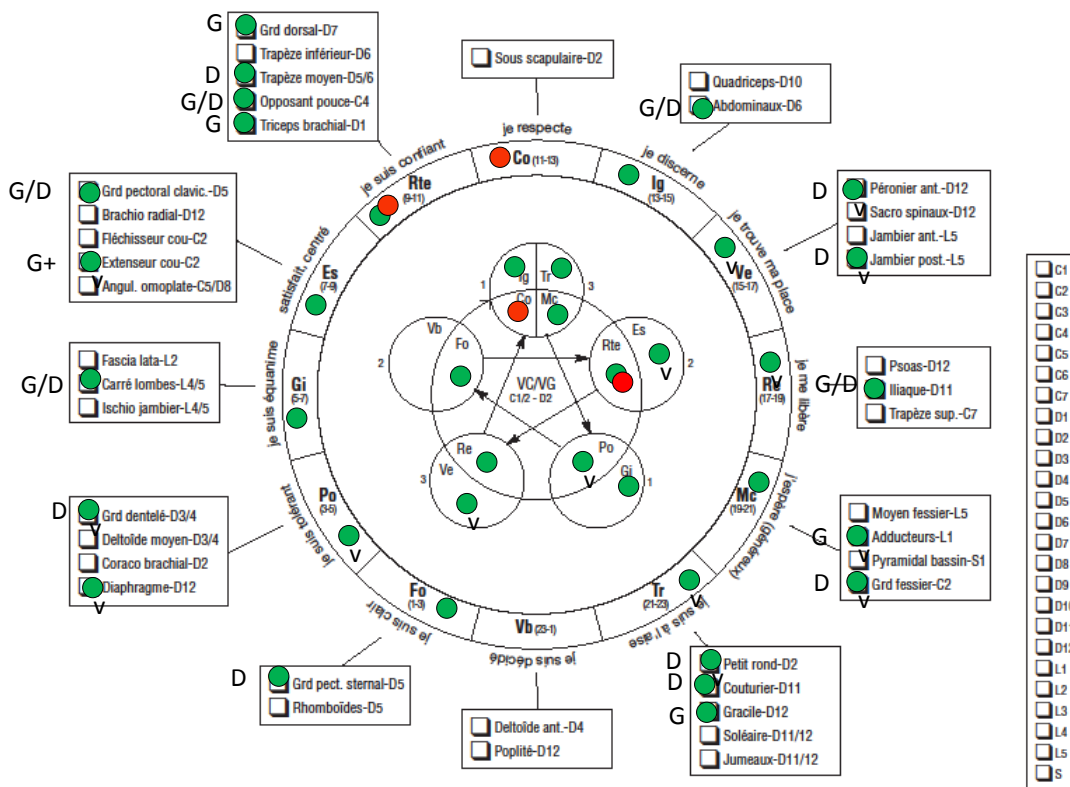 G
Grd dorsal-D7
Trapèze inférieur-D6
D
Trapèze moyen-D5/6
G/D
Opposant pouce-C4
G
Triceps brachial-D1
Sous scapulaire-D2
Quadriceps-D10
G/D
Abdominaux-D6
G/D
Grd pectoral clavic.-D5
Brachio radial-D12
Fléchisseur cou-C2
G+
Extenseur cou-C2
v
Angul. omoplate-C5/D8
D
Péronier ant.-D12
v
Sacro spinaux-D12
Jambier ant.-L5
D
Jambier post.-L5
v
Fascia lata-L2
G/D
Carré lombes-L4/5
Ischio jambier-L4/5
Psoas-D12
G/D
Iliaque-D11
Trapèze sup.-C7
D
Grd dentelé-D3/4
v
Deltoïde moyen-D3/4
Coraco brachial-D2
Diaphragme-D12
v
Moyen fessier-L5
G
Adducteurs-L1
v
Pyramidal bassin-S1
D
Grd fessier-C2
v
D
Grd pect. sternal-D5
Rhomboïdes-D5
Deltoïde ant.-D4
Poplité-D12
D
Petit rond-D2
v
D
Couturier-D11
G
Gracile-D12
Soléaire-D11/12
Jumeaux-D11/12
je respecte
Co (11-13)
je discerne
Ig
(13-15)
je trouve ma place
Ve
v
(15-17)
je me libère
Re
v
(17-19)
j'espère (généreux)
Mc
(19-21)
je suis à l'aise
Tr
(21-23)
v
je suis décidé
Vb (23-1)
je suis clair
Fo
(1-3)
je suis tolérant
Po
(3-5)
v
je suis équanime
Gi
(5-7)
satisfait, centré
Es
(7-9)
je suis confiant
Rte
(9-11)
Ig
Tr
1
3
Co
Mc
Vb
Fo
2
Es
Rte
v
2
VC/VG
C1/2 - D2
Re
Ve
3
v
Po
v
Gi
1
C1
C2
C3
C4
C5
C6
C7
D1
D2
D3
D4
D5
D6
D7
D8
D9
D10
D11
D12
L1
L2
L3
L4
L5
S